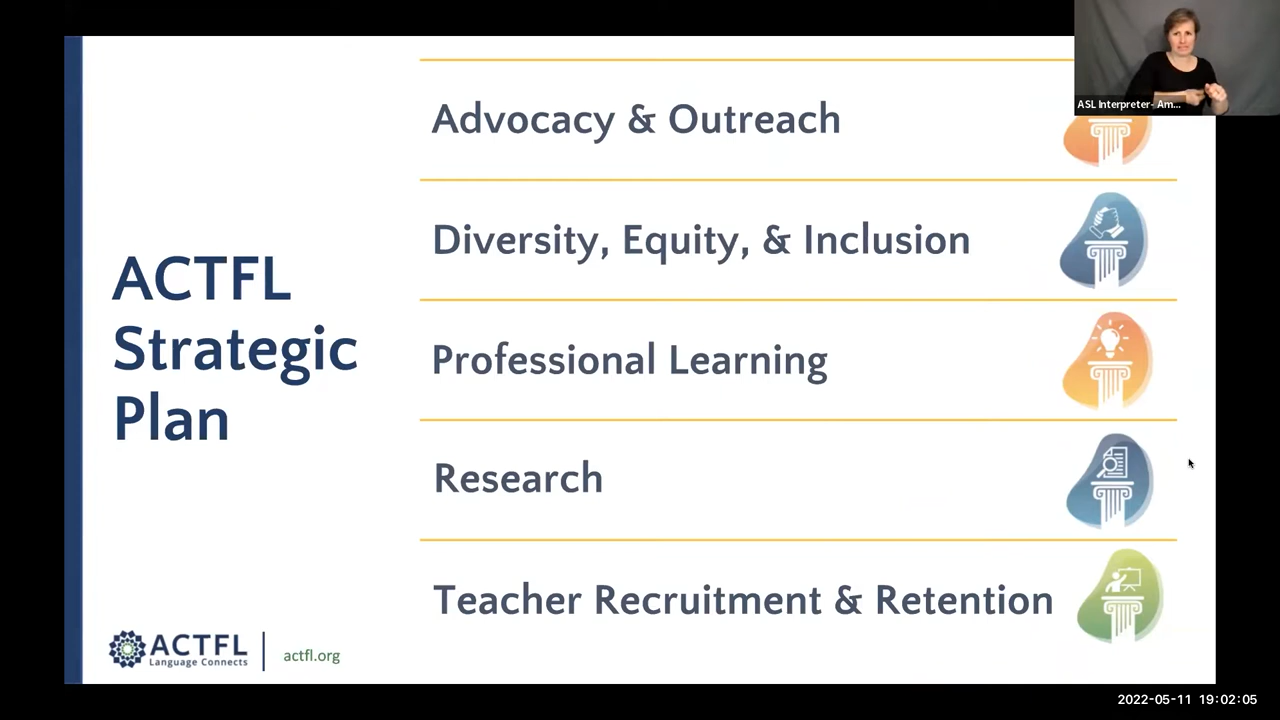 ACTFL
Strategic
Plan
Advocacy & Outreach
Diversity, Equity, & Inclusion
Professional Learning
Research
Teacher Recruitment & Retention
ACTFL
Language Connects
actfl.org
ASL Interpreter- Am...
2022-05-11 19:02:05